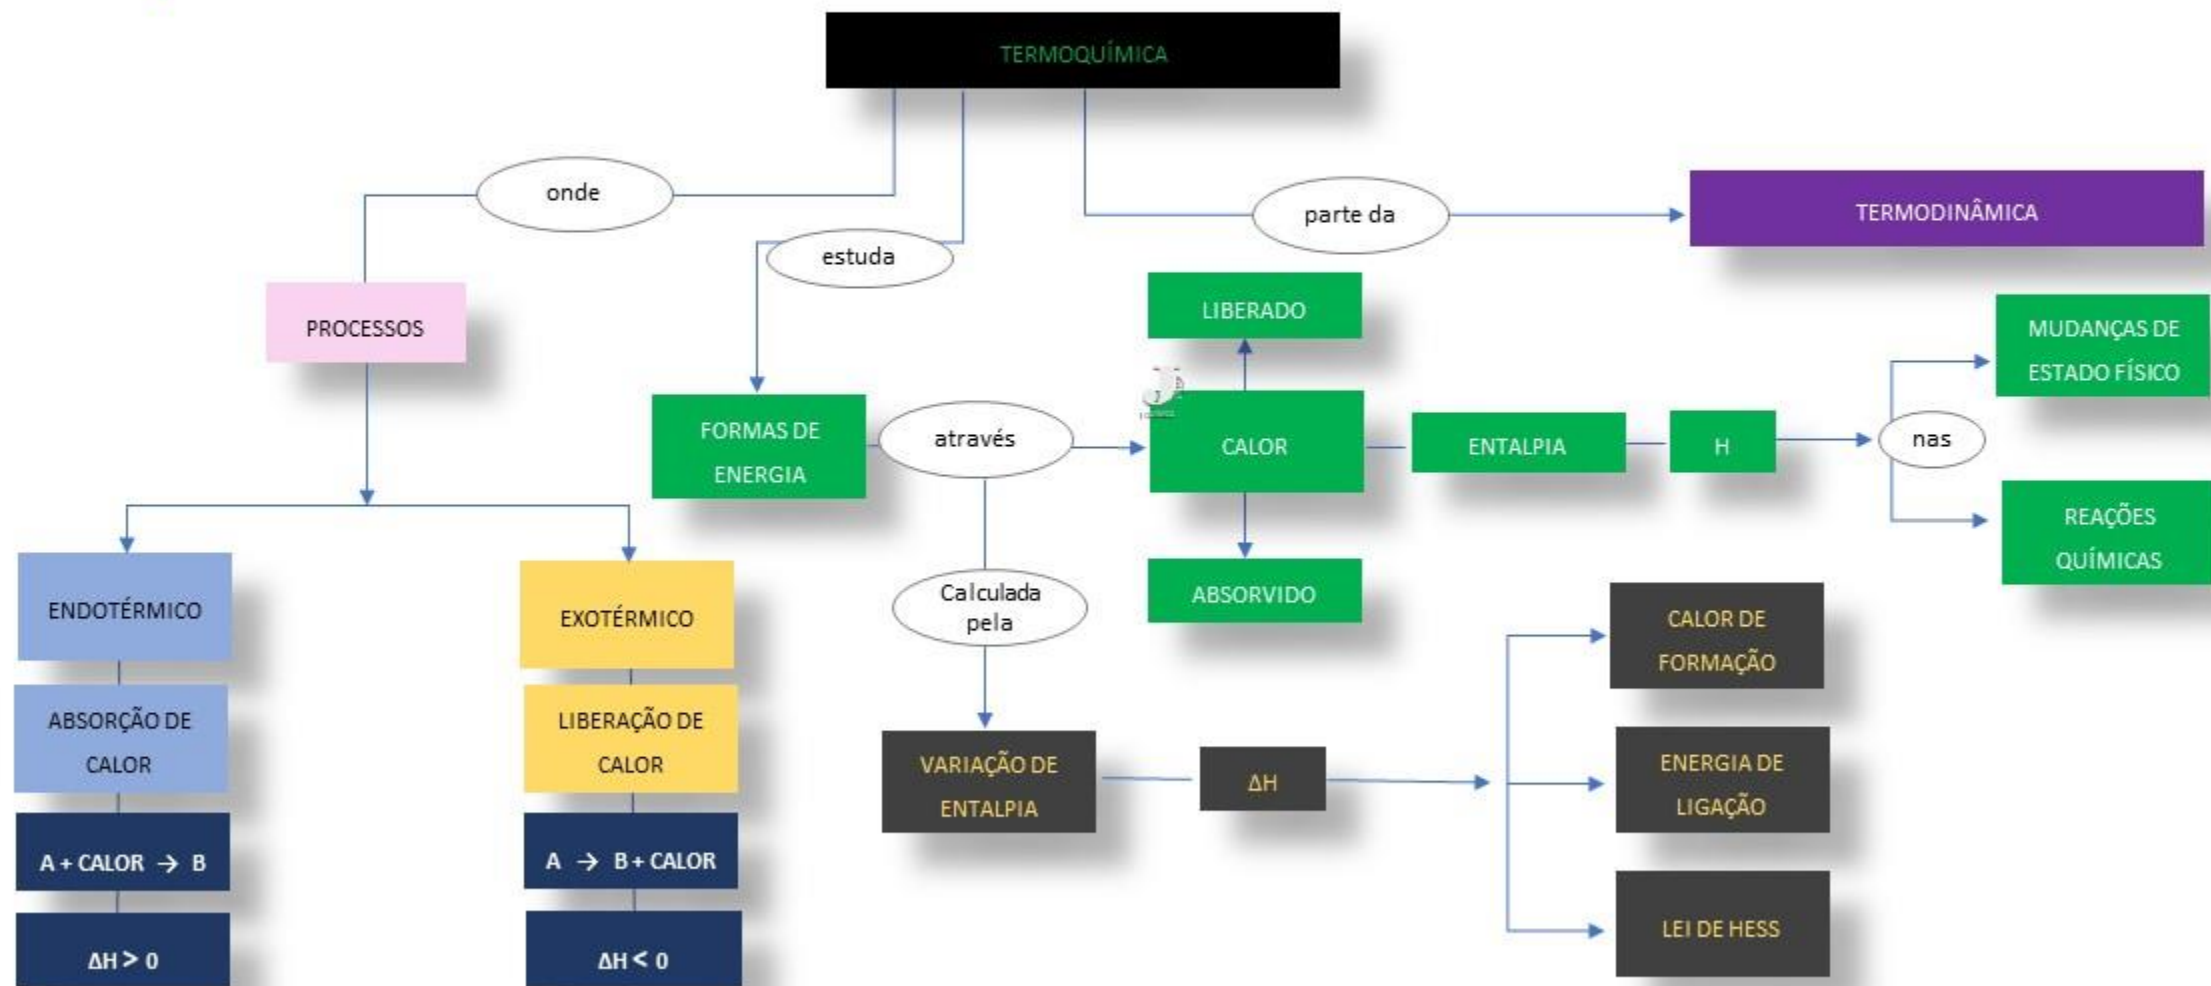 TERMOQUÍMICA
onde
estuda
parte da
TERMODINÂMICA
PROCESSOS
FORMAS DE
ENERGIA
através
LIBERADO
CALOR
ABSORVIDO
ENTALPIA
H
nas
MUDANÇAS DE
ESTADO FÍSICO
REAÇÕES
QUÍMICAS
ENDOTÉRMICO
ABSORÇÃO DE
CALOR
A + CALOR → B
ΔH > 0
EXOTÉRMICO
LIBERAÇÃO DE
CALOR
A → B + CALOR
ΔH < 0
Calculada
pela
VARIAÇÃO DE
ENTALPIA
ΔH
CALOR DE
FORMAÇÃO
ENERGIA DE
LIGAÇÃO
LEI DE HESS